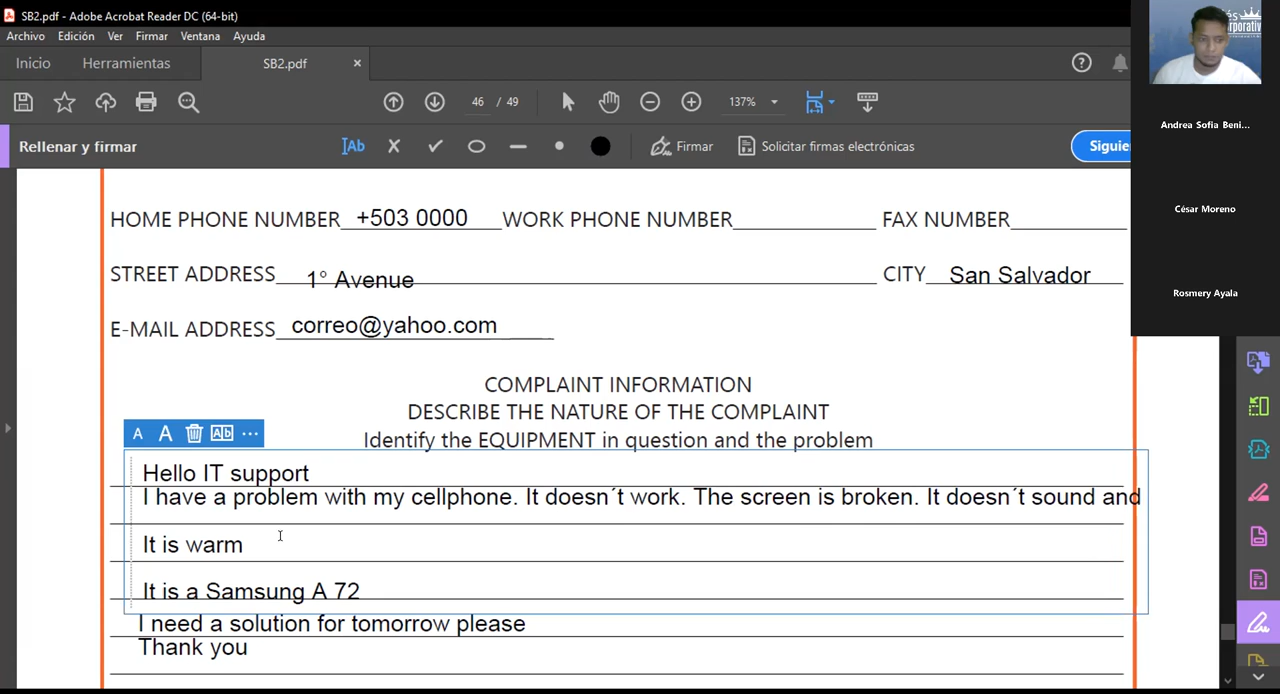 SB2.pdf - Adobe Acrobat Reader DC (64-bit)
Archivo Edición Ver Firmar Ventana Ayuda
Inicio Herramientas SB2.pdf ×
46 / 49 137%
Rellenar y firmar Ab Firmar Solicitar firmas electrónicas Siguie
Andrea Sofia Beni...
César Moreno
Rosmery Ayala
HOME PHONE NUMBER +503 0000 WORK PHONE NUMBER FAX NUMBER
STREET ADDRESS 1° Avenue CITY San Salvador
E-MAIL ADDRESS correo@yahoo.com
COMPLAINT INFORMATION
DESCRIBE THE NATURE OF THE COMPLAINT
A A Ab ...
Identify the EQUIPMENT in question and the problem
Hello IT support
I have a problem with my cellphone. It doesn´t work. The screen is broken. It doesn´t sound and
It is warm
It is a Samsung A 72
I need a solution for tomorrow please
Thank you